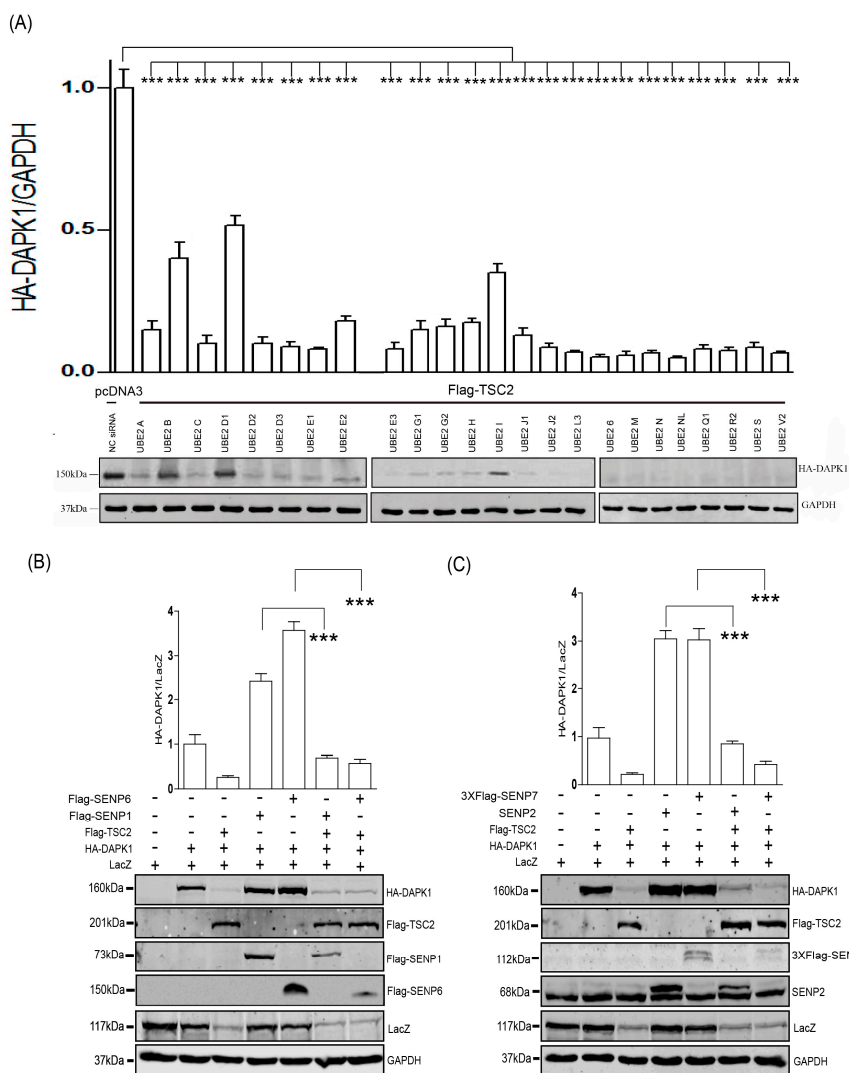 (A)
*** *** *** *** *** *** *** *** *** *** *** *** *** *** *** *** *** *** *** *** *** *** *** ***
HA-DAPK1/GAPDH
1.0
0.5
0.0
pcDNA3
Flag-TSC2
NC siRNA
UBE2 A
UBE2 B
UBE2 C
UBE2 D1
UBE2 D2
UBE2 D3
UBE2 E1
UBE2 E2
UBE2 E3
UBE2 G1
UBE2 G2
UBE2 H
UBE2 I
UBE2 J1
UBE2 J2
UBE2 L3
UBE2 6
UBE2 M
UBE2 N
UBE2 NL
UBE2 Q1
UBE2 R2
UBE2 S
UBE2 V2
150kDa HA-DAPK1
37kDa GAPDH
(B)
***
***
HA-DAPK1/LacZ
4
3
2
1
0
Flag-SENP6 - - - - + - +
Flag-SENP1 - - - + - + -
Flag-TSC2 - - + - - + +
HA-DAPK1 - + + + + + +
LacZ + + + + + + +
160kDa HA-DAPK1
201kDa Flag-TSC2
73kDa Flag-SENP1
150kDa Flag-SENP6
117kDa LacZ
37kDa GAPDH
(C)
***
***
HA-DAPK1/LacZ
4
3
2
1
0
3XFlag-SENP7 - - - - + - +
SENP2 - - - + - + -
Flag-TSC2 - - + - - + +
HA-DAPK1 - + + + + + +
LacZ + + + + + + +
160kDa HA-DAPK1
201kDa Flag-TSC2
112kDa 3XFlag-SEN
68kDa SENP2
117kDa LacZ
37kDa GAPDH